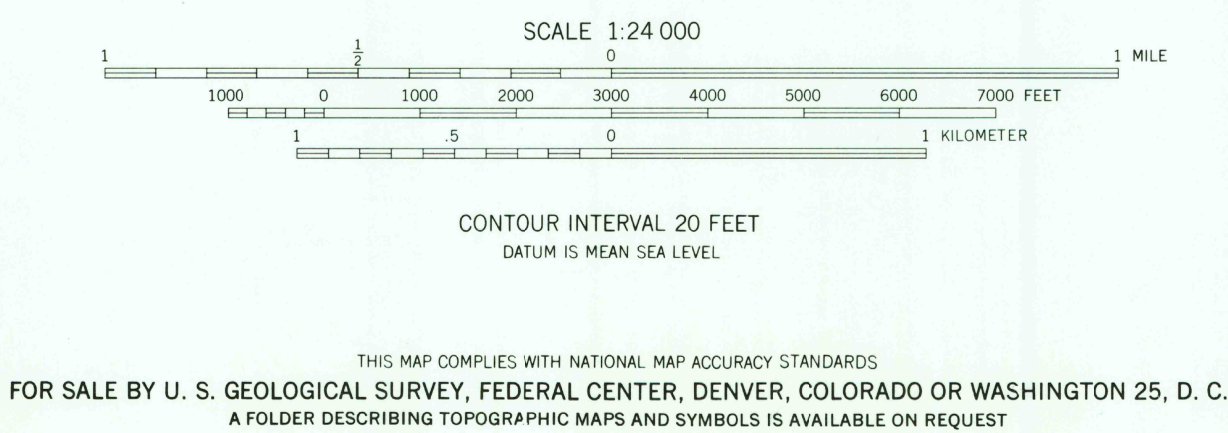 SCALE 1:24 000
1 1/2 0 1 MILE
1000 0 1000 2000 3000 4000 5000 6000 7000 FEET
1 .5 0 1 KILOMETER
CONTOUR INTERVAL 20 FEET
DATUM IS MEAN SEA LEVEL
THIS MAP COMPLIES WITH NATIONAL MAP ACCURACY STANDARDS
FOR SALE BY U. S. GEOLOGICAL SURVEY, FEDERAL CENTER, DENVER, COLORADO OR WASHINGTON 25, D. C.
A FOLDER DESCRIBING TOPOGRAPHIC MAPS AND SYMBOLS IS AVAILABLE ON REQUEST